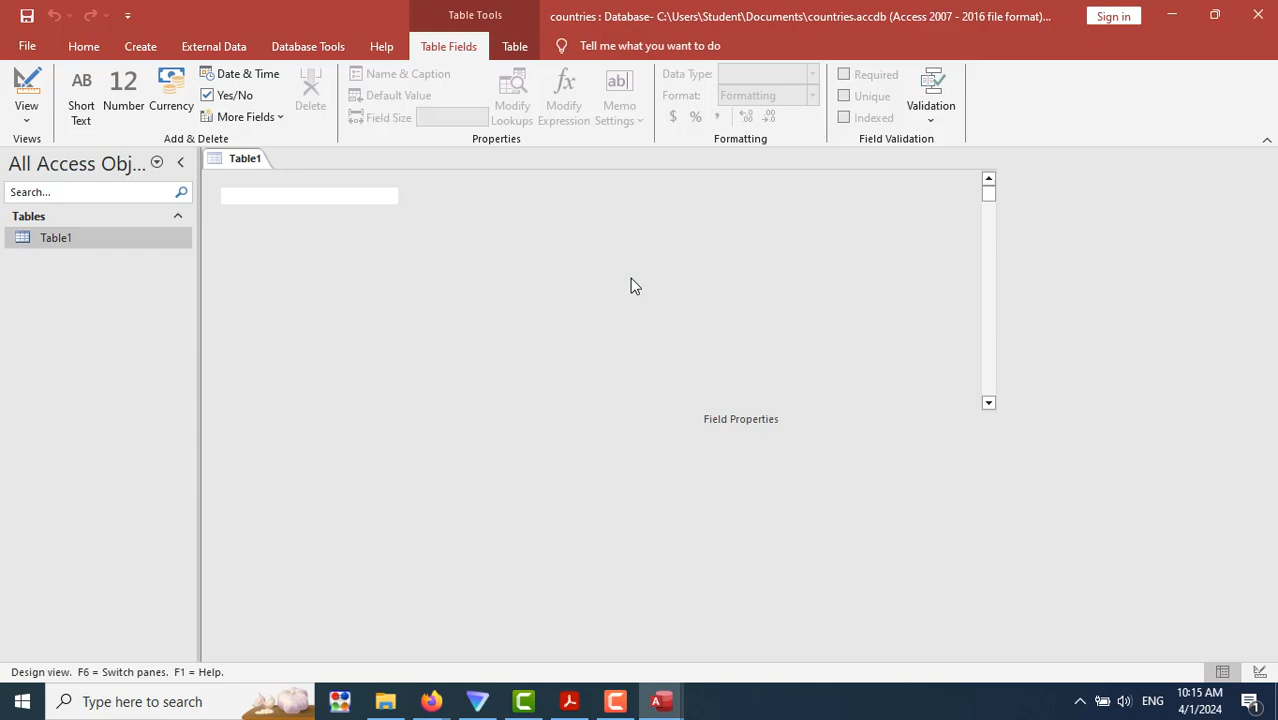 Table Tools
countries : Database- C:\Users\Student\Documents\countries.accdb (Access 2007 - 2016 file format)...
Sign in
File
Home
Create
External Data
Database Tools
Help
Table Fields
Table
Tell me what you want to do
View
Views
AB
Short
Text
12
Number
Currency
Date & Time
Yes/No
More Fields
Delete
Add & Delete
Name & Caption
Default Value
Field Size
Modify
Lookups
fx
Modify
Expression
ab
Memo
Settings
Properties
Data Type:
Format:
Formatting
$ % , .00 .00
Formatting
Required
Unique
Indexed
Validation
Field Validation
All Access Obj...
Search...
Tables
Table1
Table1
Field Properties
Design view. F6 = Switch panes. F1 = Help.
Type here to search
ENG
10:15 AM
4/1/2024
1